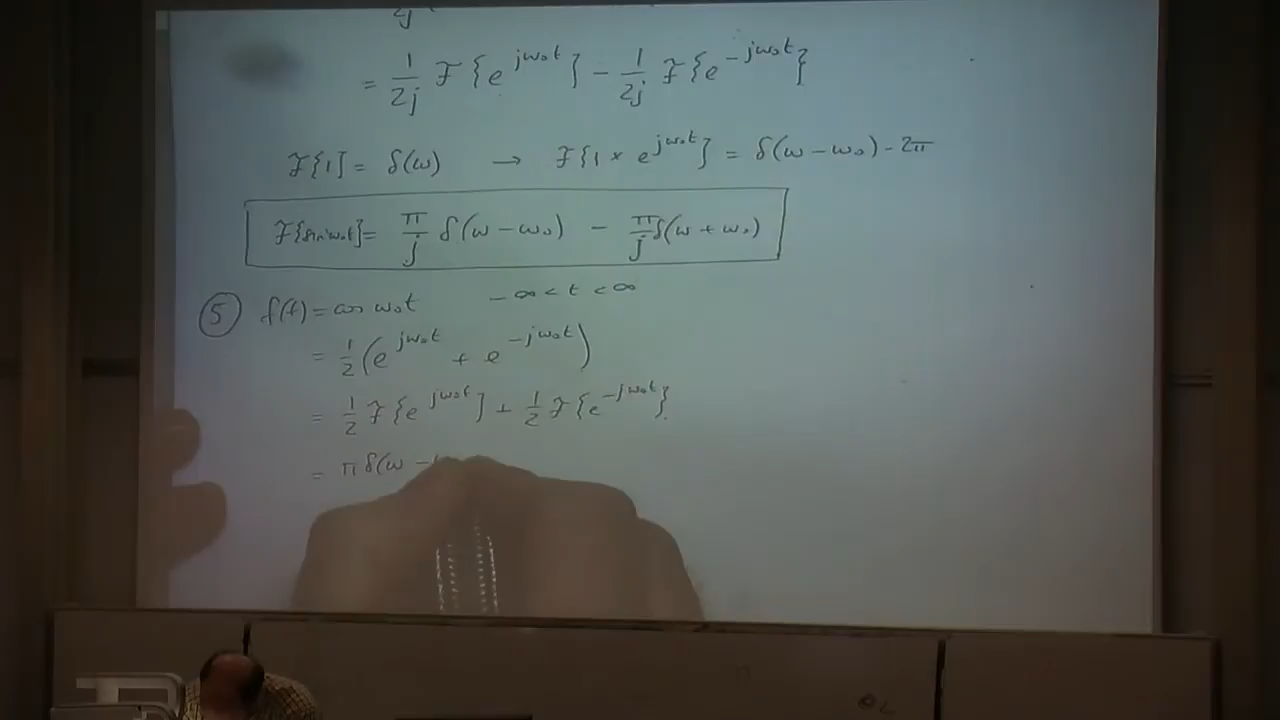 2j
= 1/2j ℱ{e^{jω₀t}} − 1/2j ℱ{e^{−jω₀t}}
ℱ{1} = δ(ω) → ℱ{1 × e^{jω₀t}} = δ(ω − ω₀) · 2π
ℱ{sin ω₀t} = π/j δ(ω − ω₀) − π/j δ(ω + ω₀)
⑤ f(t) = cos ω₀t −∞ < t < ∞
= 1/2 (e^{jω₀t} + e^{−jω₀t})
= 1/2 ℱ{e^{jω₀t}} + 1/2 ℱ{e^{−jω₀t}}
= π δ(ω −